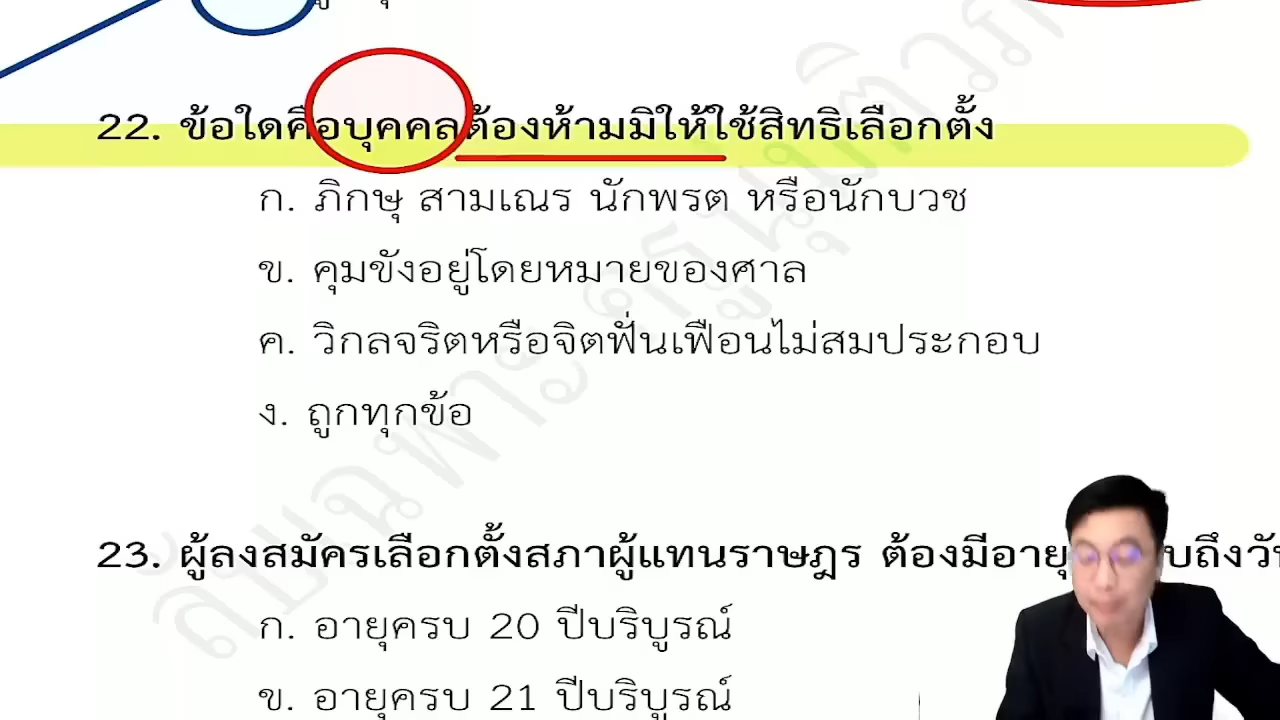 22. ข้อใดคือบุคคลต้องห้ามมิให้ใช้สิทธิเลือกตั้ง
ก. ภิกษุ สามเณร นักพรต หรือนักบวช
ข. คุมขังอยู่โดยหมายของศาล
ค. วิกลจริตหรือจิตฟั่นเฟือนไม่สมประกอบ
ง. ถูกทุกข้อ
23. ผู้ลงสมัครเลือกตั้งสภาผู้แทนราษฎร ต้องมีอายุ
ก. อายุครบ 20 ปีบริบูรณ์
ข. อายุครบ 21 ปีบริบูรณ์